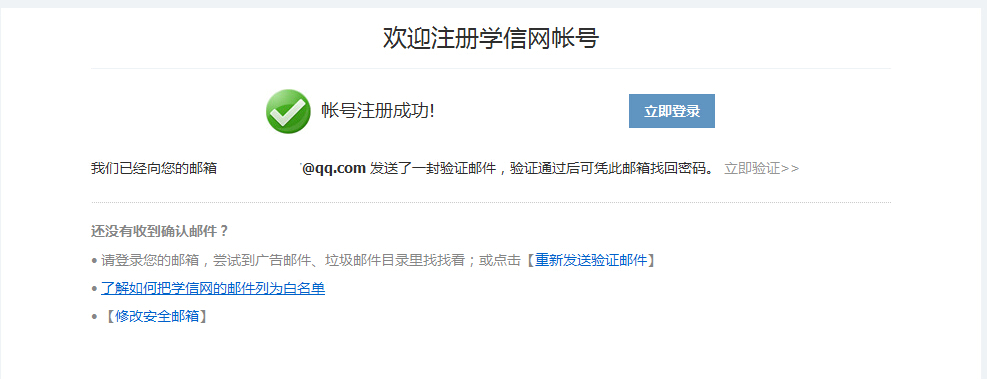 欢迎注册学信网帐号
帐号注册成功!
立即登录
我们已经向您的邮箱 @qq.com 发送了一封验证邮件，验证通过后可凭此邮箱找回密码。 立即验证>>
还没有收到确认邮件？
• 请登录您的邮箱，尝试到广告邮件、垃圾邮件目录里找找看；或点击【重新发送验证邮件】
• 了解如何把学信网的邮件列为白名单
• 【修改安全邮箱】